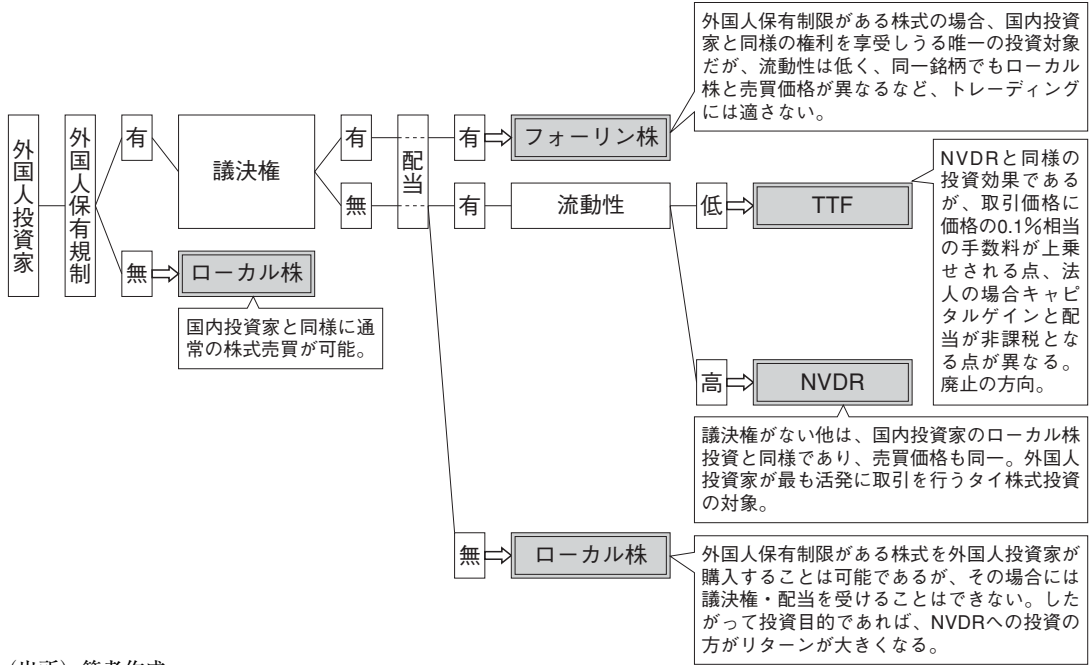 外国人保有制限がある株式の場合、国内投資
家と同様の権利を享受しうる唯一の投資対象
だが、流動性は低く、同一銘柄でもローカル
株と売買価格が異なるなど、トレーディング
には適さない。
外国人投資家
外国人保有規制
有
議決権
有
配当
有
フォーリン株
無
有
流動性
低
TTF
NVDRと同様の
投資効果である
が、取引価格に
価格の0.1%相当
の手数料が上乗
せされる点、法
人の場合キャピ
タルゲインと配
当が非課税とな
る点が異なる。
廃止の方向。
無
ローカル株
国内投資家と同様に通
常の株式売買が可能。
高
NVDR
議決権がない他は、国内投資家のローカル株
投資と同様であり、売買価格も同一。外国人
投資家が最も活発に取引を行うタイ株式投資
の対象。
無
ローカル株
外国人保有制限がある株式を外国人投資家が
購入することは可能であるが、その場合には
議決権・配当を受けることはできない。した
がって投資目的であれば、NVDRへの投資の
方がリターンが大きくなる。
(出所)筆者作成